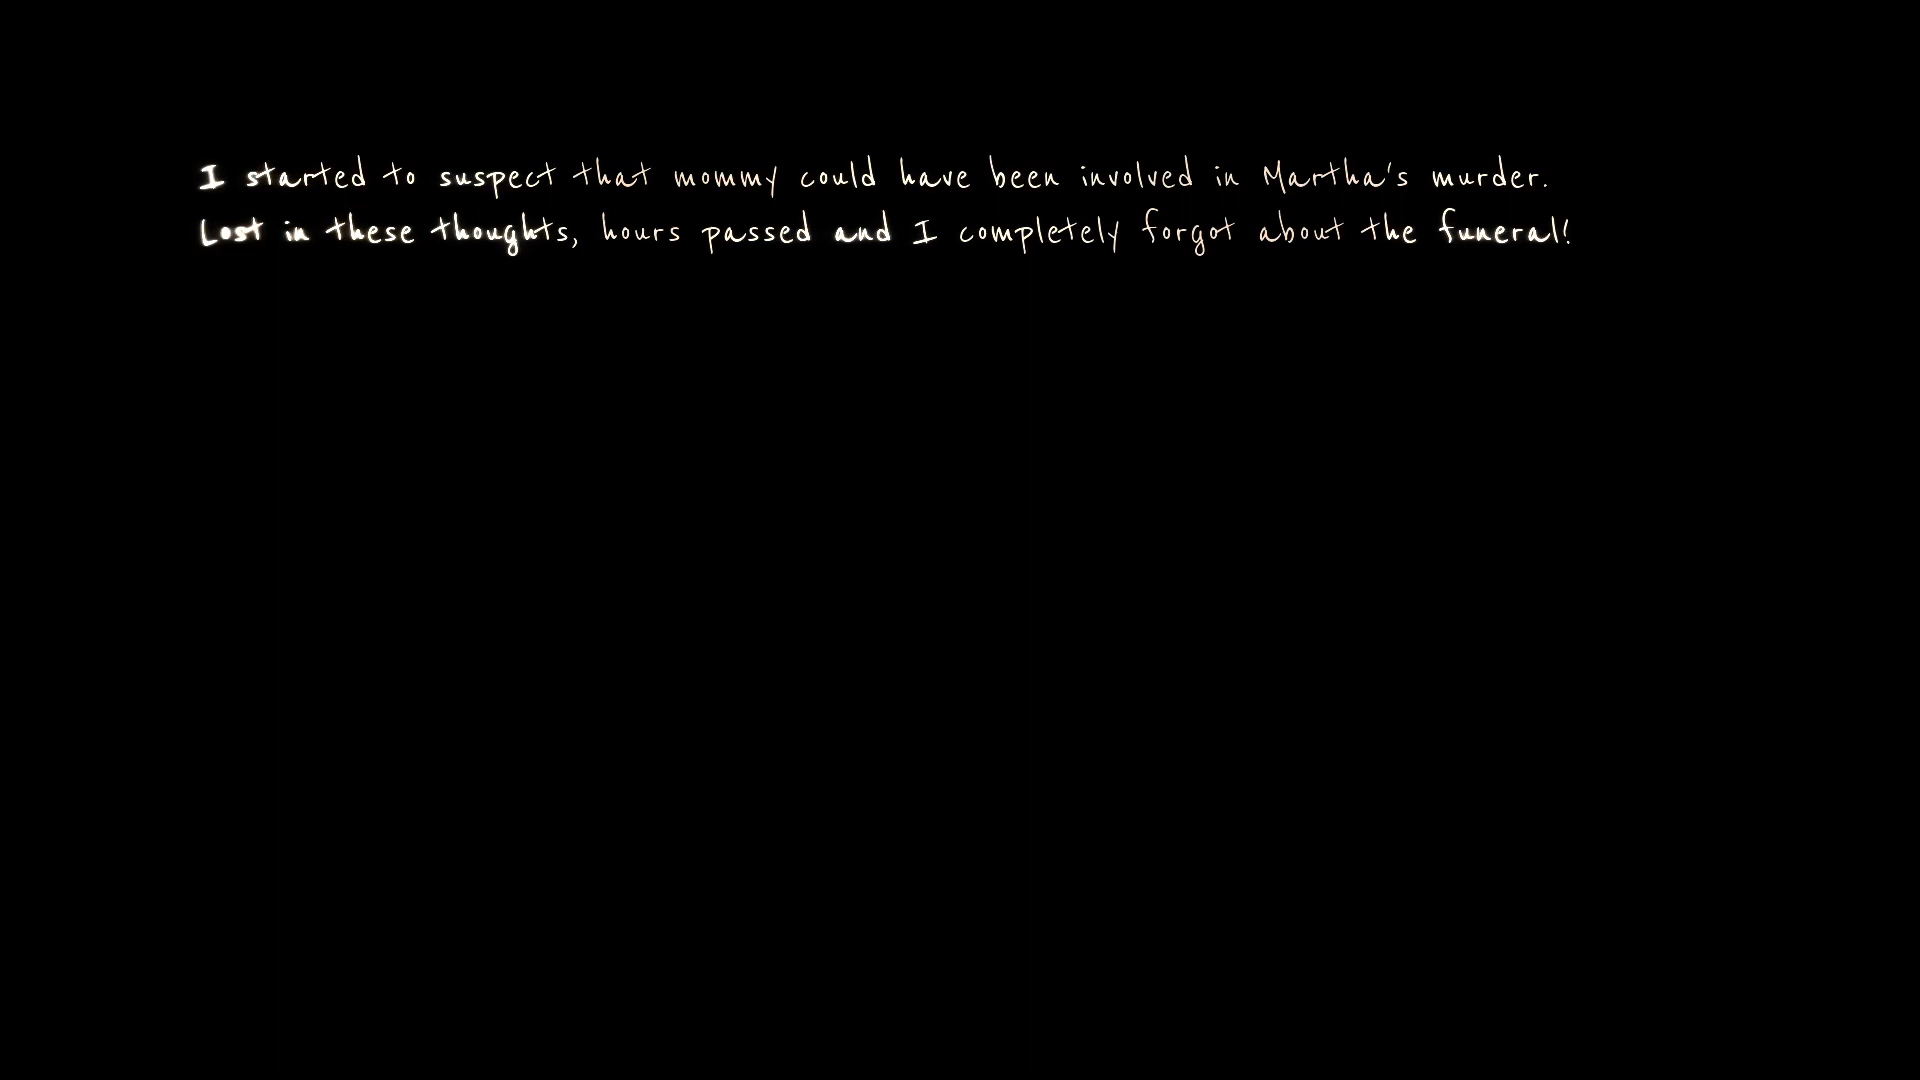 I started to suspect that mommy could have been involved in Martha's murder.
Lost in these thoughts, hours passed and I completely forgot about the funeral!